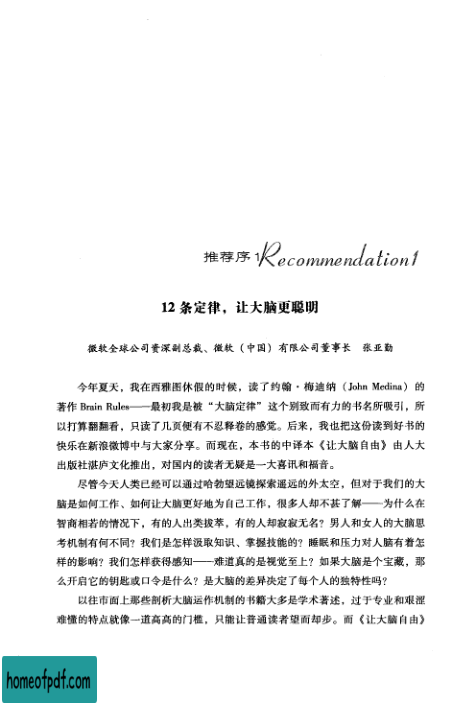 推荐序 1 Recommendation 1
12 条定律，让大脑更聪明
微软全球公司资深副总裁、微软（中国）有限公司董事长 张亚勤
今年夏天，我在西雅图休假的时候，读了约翰·梅迪纳（John Medina）的
著作 Brain Rules——最初我是被“大脑定律”这个别致而有力的书名所吸引，所
以打算翻翻看，只读了几页便有不忍释卷的感觉。后来，我也把这份读到好书的
快乐在新浪微博中与大家分享。而现在，本书的中译本《让大脑自由》由人大
出版社湛庐文化推出，对国内的读者无疑是一大喜讯和福音。
尽管今天人类已经可以通过哈勃望远镜探索遥远的外太空，但对于我们的大
脑是如何工作、如何让大脑更好地为自己工作，很多人却不甚了解——为什么在
智商相若的情况下，有的人出类拔萃，有的人却寂寂无名？男人和女人的大脑思
考机制有何不同？我们是怎样汲取知识、掌握技能的？睡眠和压力对人脑有着怎
样的影响？我们怎样获得感知——难道真的是视觉至上？如果大脑是个宝藏，那
么开启它的钥匙或口令是什么？是大脑的差异决定了每个人的独特性吗？
以往市面上那些剖析大脑运作机制的书籍大多是学术著述，过于专业和艰涩
难懂的特点就像一道高高的门槛，只能让普通读者望而却步。而《让大脑自由》
homeofpdf.com